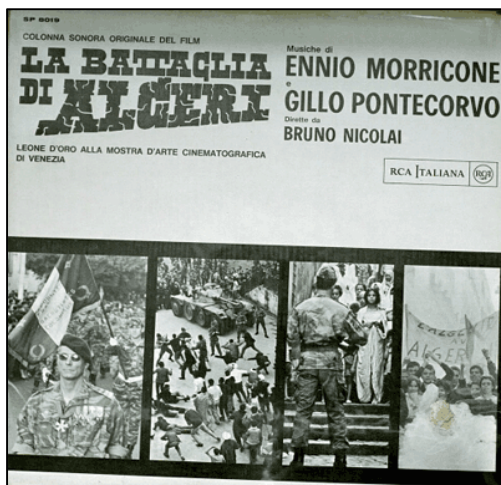 SP 8019
COLONNA SONORA ORIGINALE DEL FILM
LA BATTAGLIA
DI ALGERI
LEONE D'ORO ALLA MOSTRA D'ARTE CINEMATOGRAFICA
DI VENEZIA
Musiche di
ENNIO MORRICONE
e
GILLO PONTECORVO
Dirette da
BRUNO NICOLAI
RCA ITALIANA
RCA